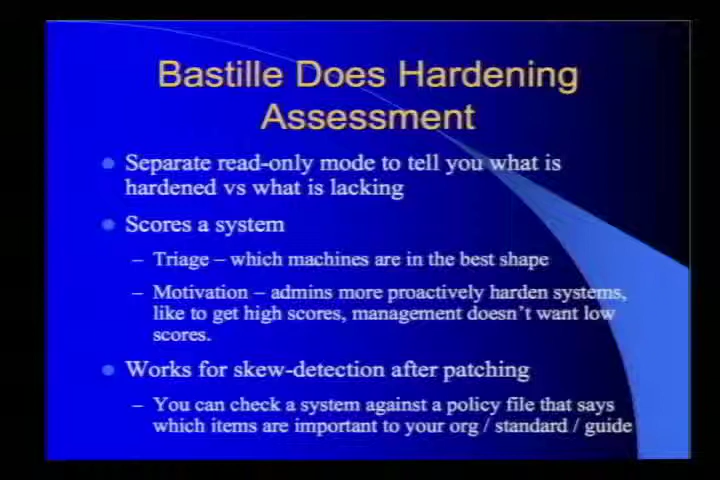 Bastille Does Hardening
Assessment
Separate read-only mode to tell you what is
hardened vs what is lacking
Scores a system
– Triage – which machines are in the best shape
– Motivation – admins more proactively harden systems,
like to get high scores, management doesn't want low
scores.
Works for skew-detection after patching
– You can check a system against a policy file that says
which items are important to your org / standard / guide